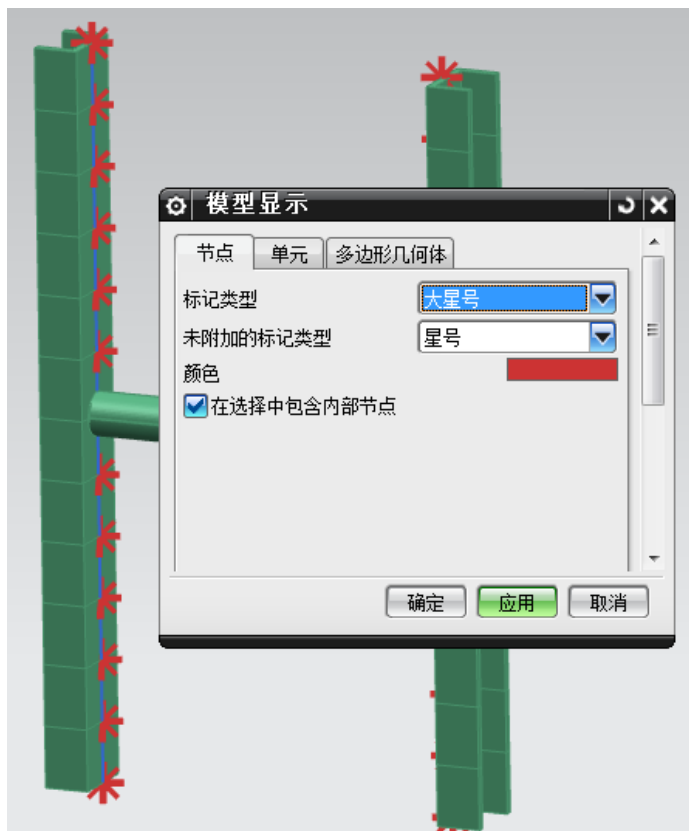 模型显示
节点 单元 多边形几何体
标记类型 大星号
未附加的标记类型 星号
颜色
在选择中包含内部节点
确定 应用 取消